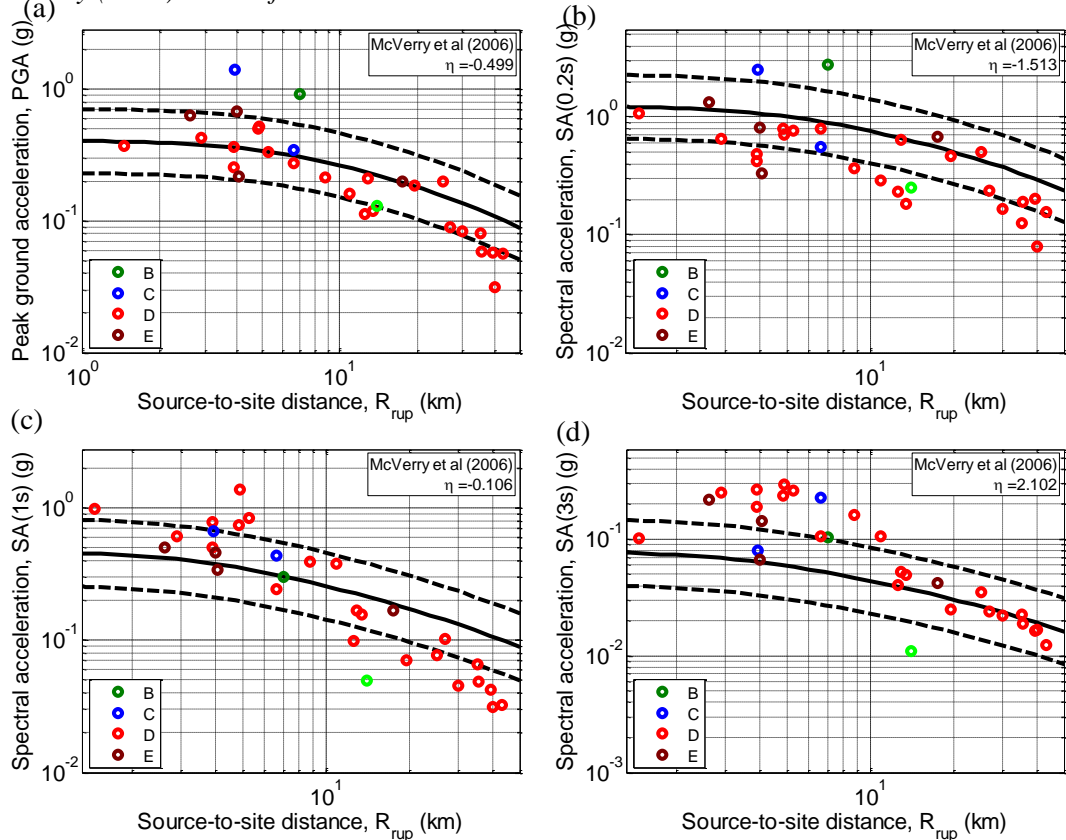 (a)
McVerry et al (2006)
η =-0.499
10^0
10^-1
10^-2
Peak ground acceleration, PGA (g)
B
C
D
E
10^0
10^1
Source-to-site distance, R_rup (km)
(b)
McVerry et al (2006)
η =-1.513
10^0
10^-1
10^-2
Spectral acceleration, SA(0.2s) (g)
B
C
D
E
10^1
Source-to-site distance, R_rup (km)
(c)
McVerry et al (2006)
η =-0.106
10^0
10^-1
10^-2
Spectral acceleration, SA(1s) (g)
B
C
D
E
10^1
Source-to-site distance, R_rup (km)
(d)
McVerry et al (2006)
η =2.102
10^-1
10^-2
10^-3
Spectral acceleration, SA(3s) (g)
B
C
D
E
10^1
Source-to-site distance, R_rup (km)